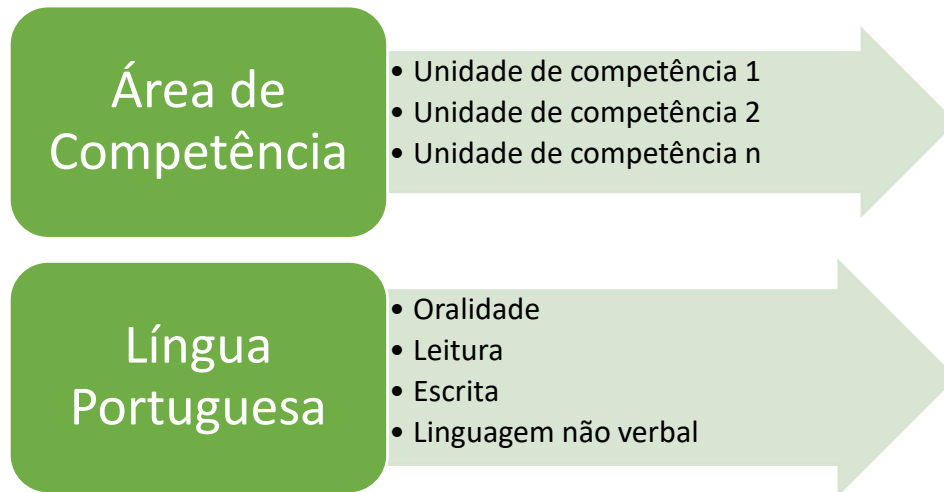 Área de
Competência
• Unidade de competência 1
• Unidade de competência 2
• Unidade de competência n
Língua
Portuguesa
• Oralidade
• Leitura
• Escrita
• Linguagem não verbal